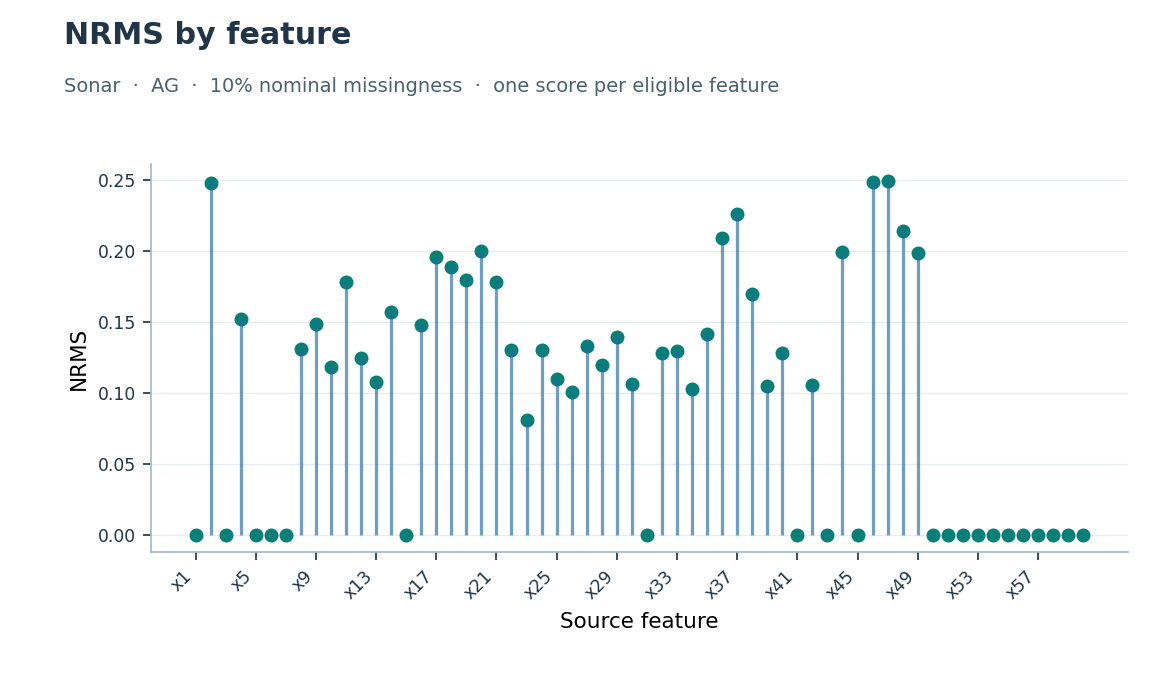 NRMS by feature
Sonar · AG · 10% nominal missingness · one score per eligible feature
0.25
0.20
0.15
0.10
0.05
0.00
NRMS
x1 x5 x9 x13 x17 x21 x25 x29 x33 x37 x41 x45 x49 x53 x57
Source feature